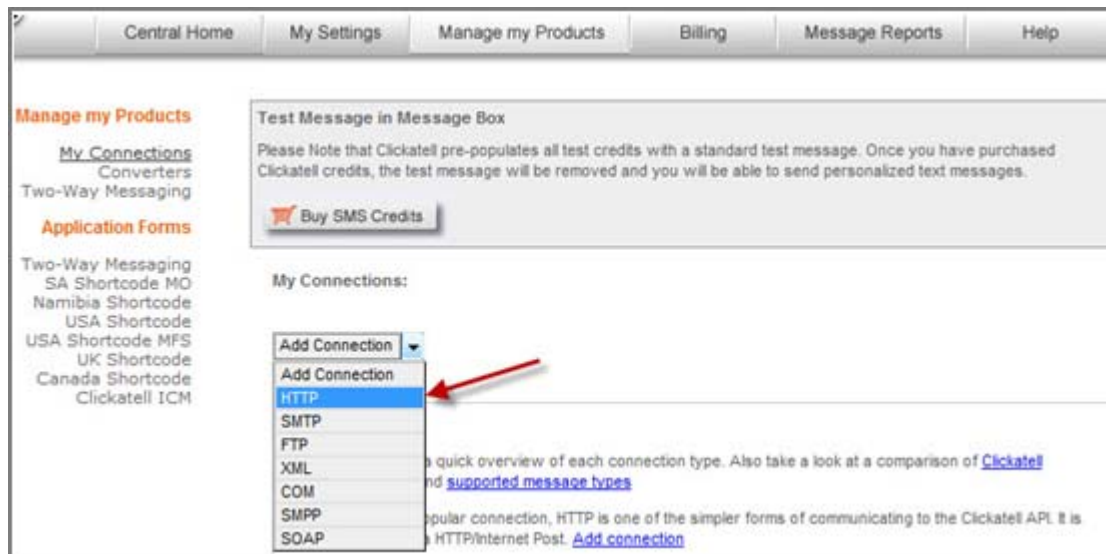 Central Home My Settings Manage my Products Billing Message Reports Help
Manage my Products
My Connections
Converters
Two-Way Messaging
Application Forms
Two-Way Messaging
SA Shortcode MO
Namibia Shortcode
USA Shortcode
USA Shortcode MFS
UK Shortcode
Canada Shortcode
Clickatell ICM
Test Message in Message Box
Please Note that Clickatell pre-populates all test credits with a standard test message. Once you have purchased
Clickatell credits, the test message will be removed and you will be able to send personalized text messages.
Buy SMS Credits
My Connections:
Add Connection
Add Connection
HTTP
SMTP
FTP
XML
COM
SMPP
SOAP
a quick overview of each connection type. Also take a look at a comparison of Clickatell
nd supported message types
opular connection, HTTP is one of the simpler forms of communicating to the Clickatell API. It is
a HTTP/Internet Post. Add connection